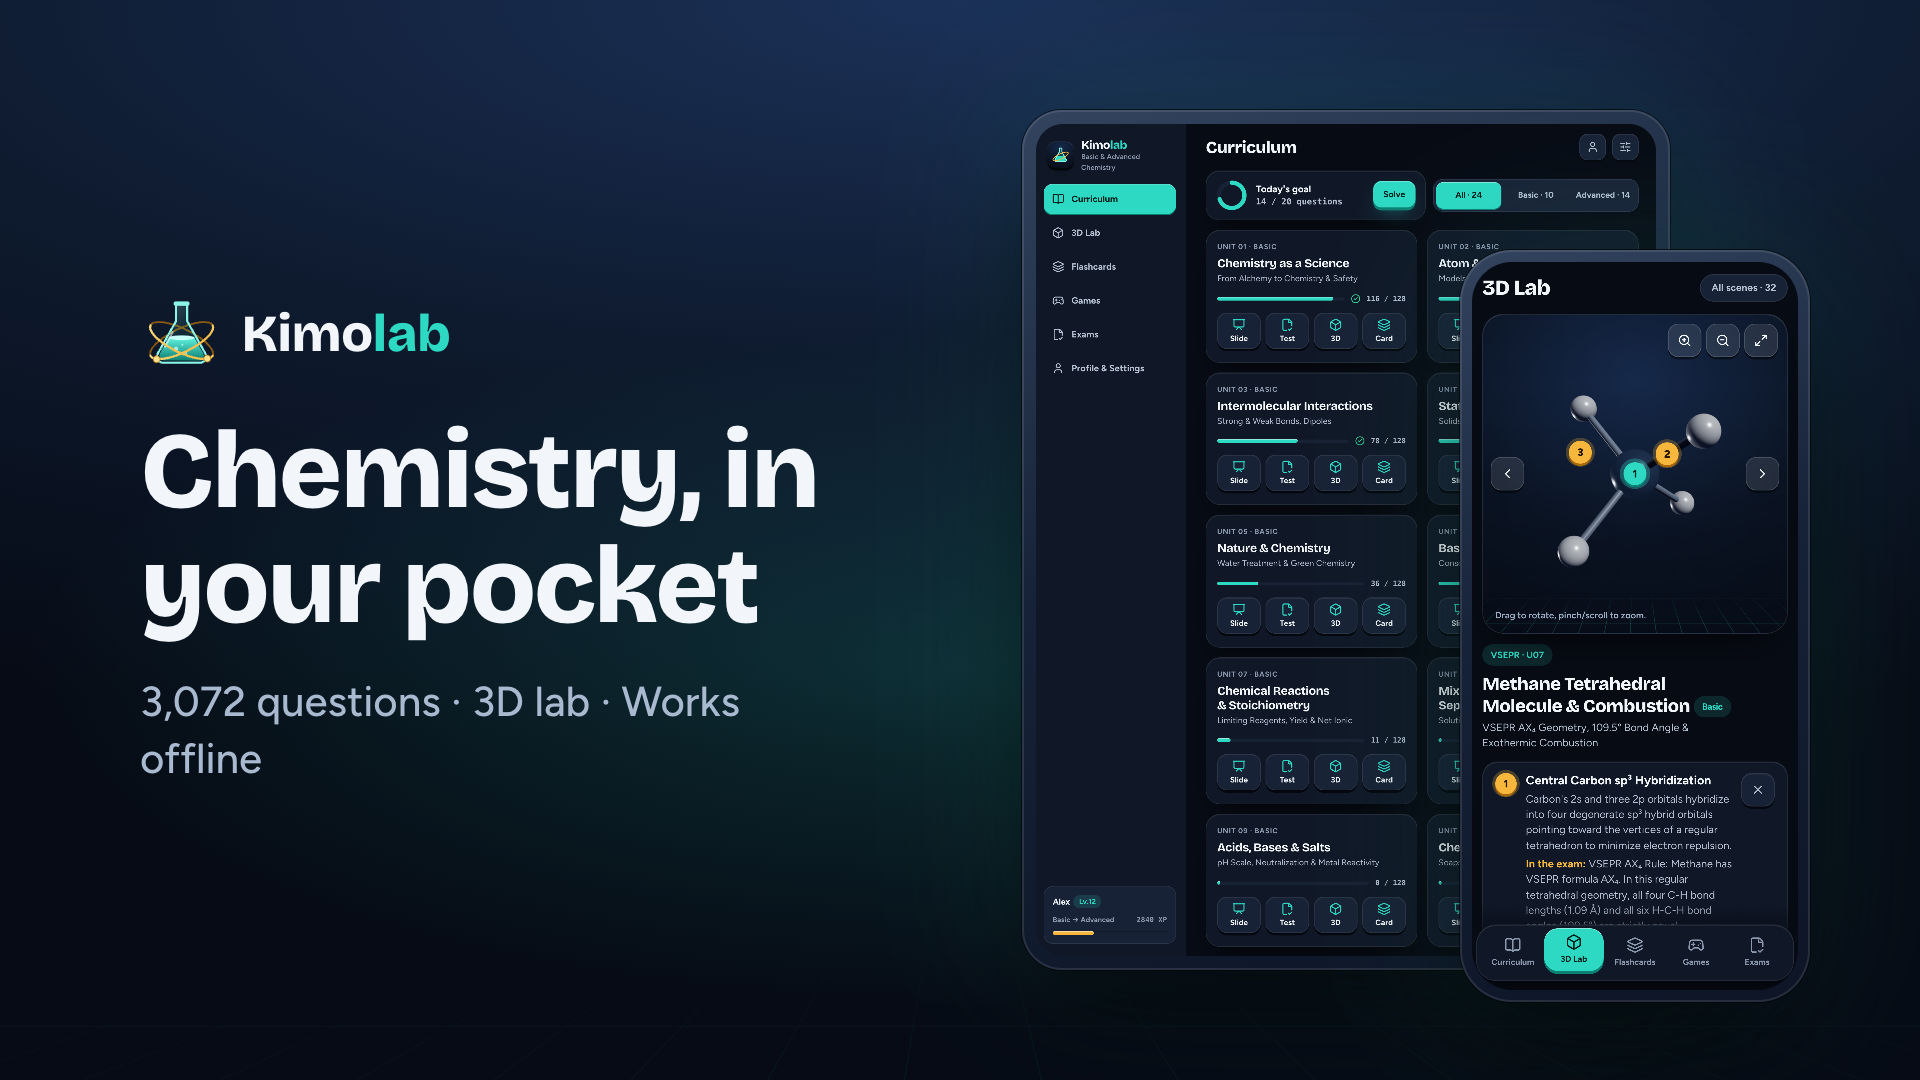 Kimolab
Chemistry, in
your pocket
3,072 questions · 3D lab · Works
offline
Kimolab
Basic & Advanced
Chemistry
Curriculum
3D Lab
Flashcards
Games
Exams
Profile & Settings
Alex Lv.12
Basic → Advanced 2840 XP
Curriculum
Today's goal
14 / 20 questions
Solve
All · 24 Basic · 10 Advanced · 14
UNIT 01 · BASIC
Chemistry as a Science
From Alchemy to Chemistry & Safety
116 / 128
Slide Test 3D Card
UNIT 02 · BASIC
Atom &
UNIT 03 · BASIC
Intermolecular Interactions
Strong & Weak Bonds, Dipoles
78 / 128
Slide Test 3D Card
UNIT
UNIT 05 · BASIC
Nature & Chemistry
Water Treatment & Green Chemistry
36 / 128
Slide Test 3D Card
UNIT
UNIT 07 · BASIC
Chemical Reactions
& Stoichiometry
Limiting Reagents, Yield & Net Ionic
11 / 128
Slide Test 3D Card
UNIT
Mix
UNIT 09 · BASIC
Acids, Bases & Salts
pH Scale, Neutralization & Metal Reactivity
8 / 128
Slide Test 3D Card
UNIT
3D Lab
All scenes · 32
3
2
1
Drag to rotate, pinch/scroll to zoom.
VSEPR · U07
Methane Tetrahedral
Molecule & Combustion Basic
VSEPR AX₄ Geometry, 109.5° Bond Angle &
Exothermic Combustion
1 Central Carbon sp³ Hybridization
Carbon's 2s and three 2p orbitals hybridize
into four degenerate sp³ hybrid orbitals
pointing toward the vertices of a regular
tetrahedron to minimize electron repulsion.
In the exam: VSEPR AX₄ Rule: Methane has
VSEPR formula AX₄. In this regular
tetrahedral geometry, all four C-H bond
lengths (1.09 Å) and all six H-C-H bond
Curriculum 3D Lab Flashcards Games Exams